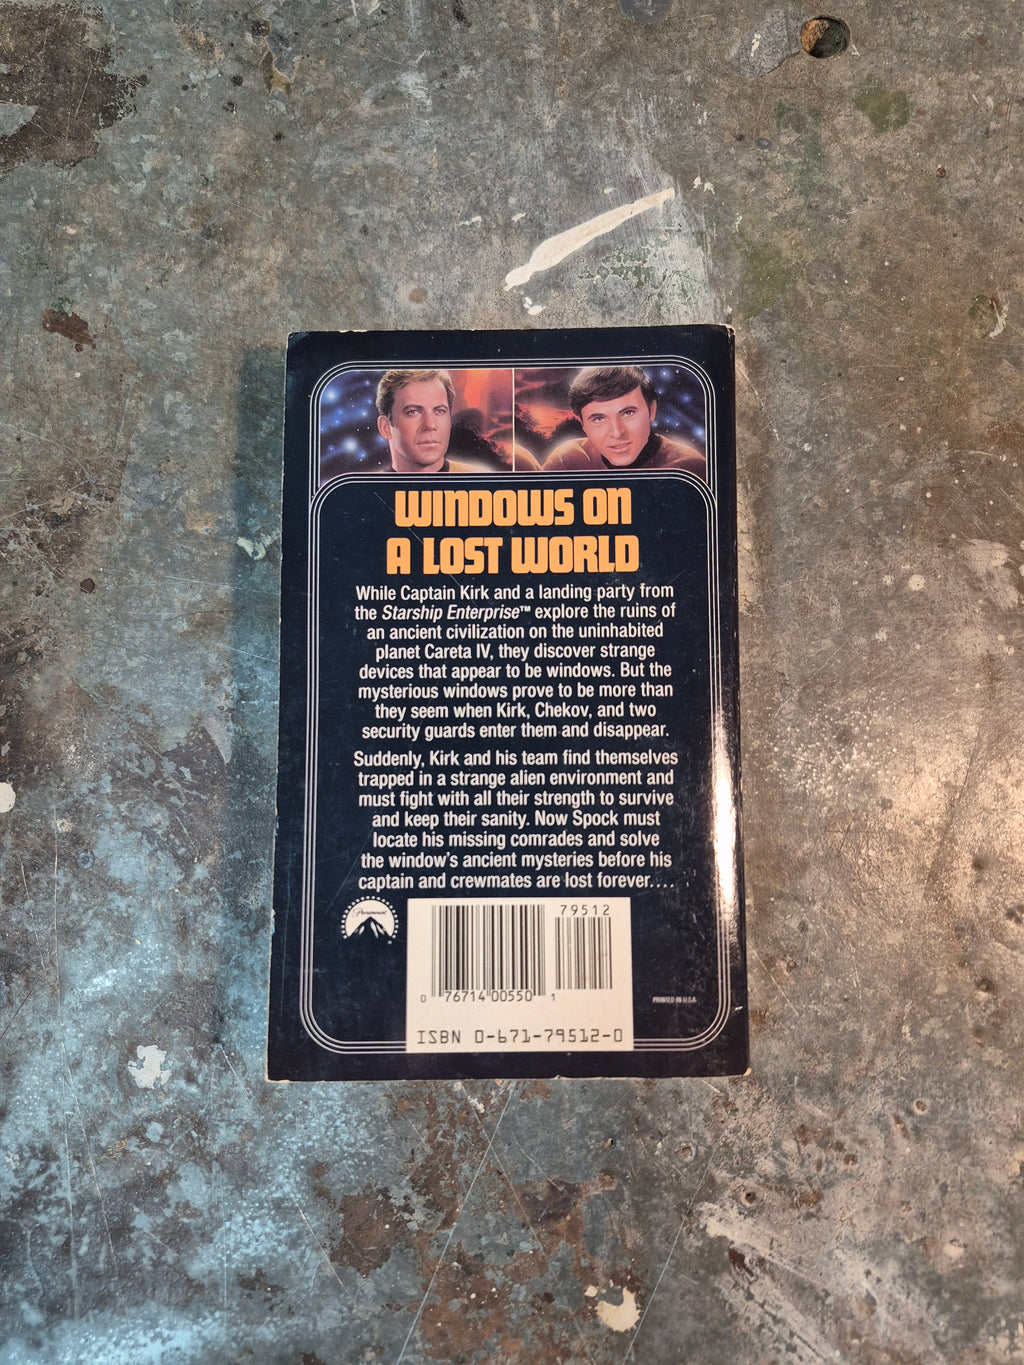 WINDOWS ON
A LOST WORLD
While Captain Kirk and a landing party from
the Starship Enterprise™ explore the ruins of
an ancient civilization on the uninhabited
planet Careta IV, they discover strange
devices that appear to be windows. But the
mysterious windows prove to be more than
they seem when Kirk, Chekov, and two
security guards enter them and disappear.
Suddenly, Kirk and his team find themselves
trapped in a strange alien environment and
must fight with all their strength to survive
and keep their sanity. Now Spock must
locate his missing comrades and solve
the window's ancient mysteries before his
captain and crewmates are lost forever....
Paramount
79512
0 76714 00550 1
PRINTED IN U.S.A.
ISBN 0-671-79512-0